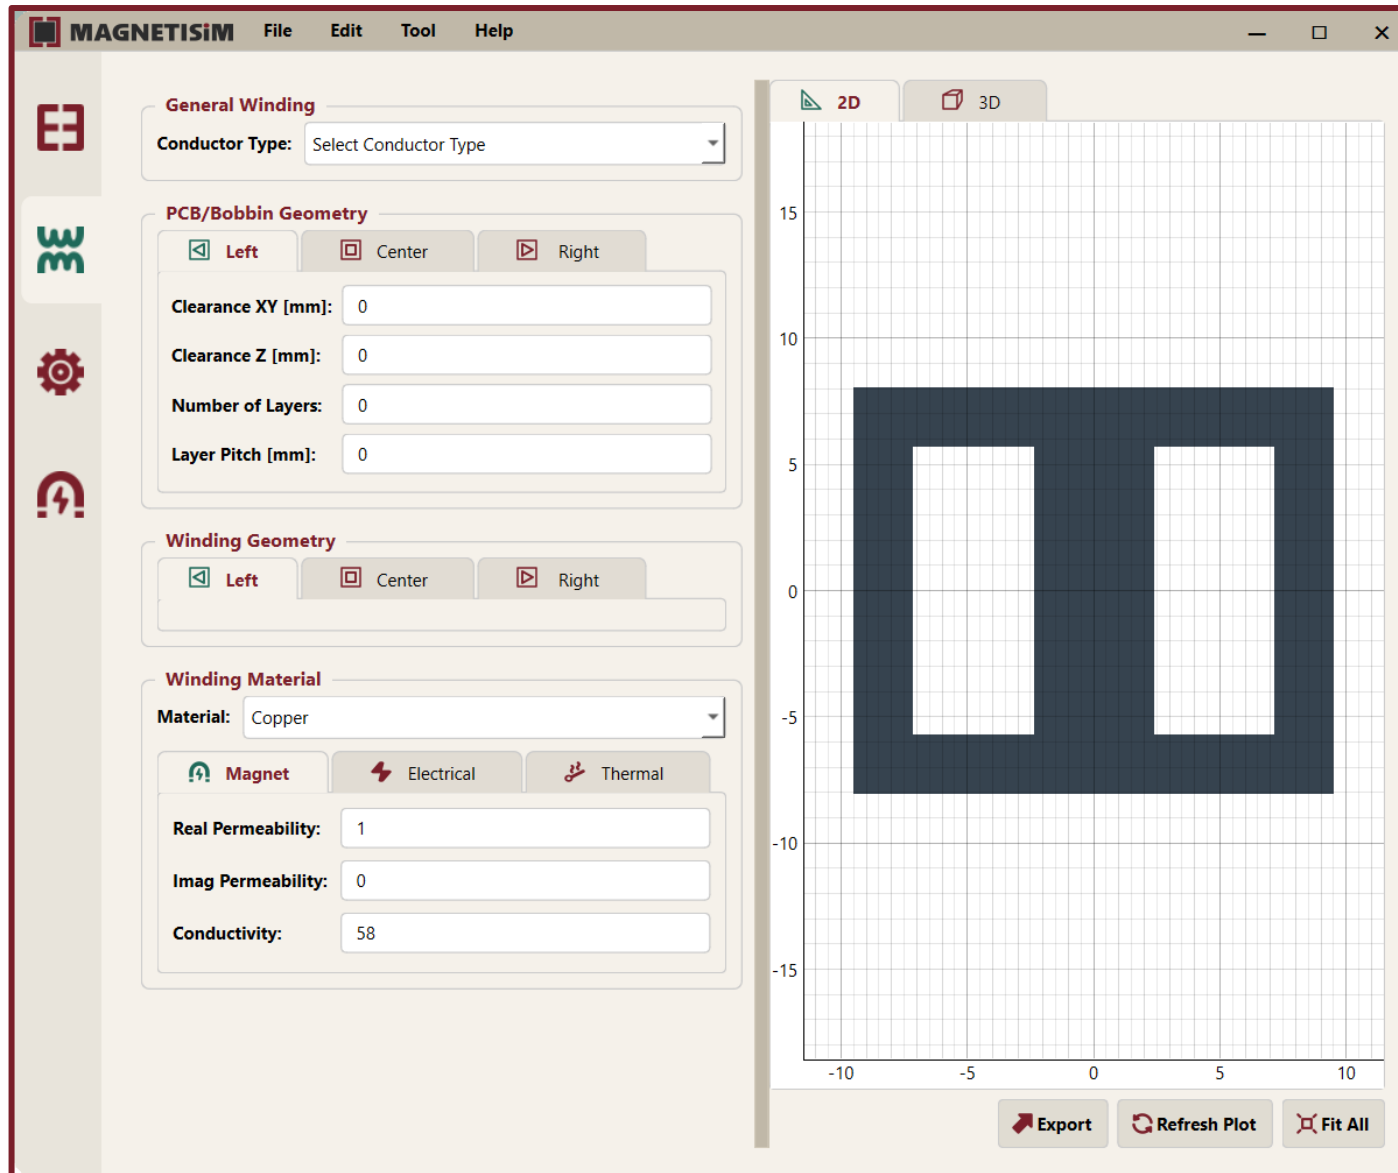 MAGNETISiM File Edit Tool Help
General Winding
Conductor Type: Select Conductor Type
PCB/Bobbin Geometry
Left Center Right
Clearance XY [mm]: 0
Clearance Z [mm]: 0
Number of Layers: 0
Layer Pitch [mm]: 0
Winding Geometry
Left Center Right
Winding Material
Material: Copper
Magnet Electrical Thermal
Real Permeability: 1
Imag Permeability: 0
Conductivity: 58
2D 3D
15
10
5
0
-5
-10
-15
-10 -5 0 5 10
Export Refresh Plot Fit All